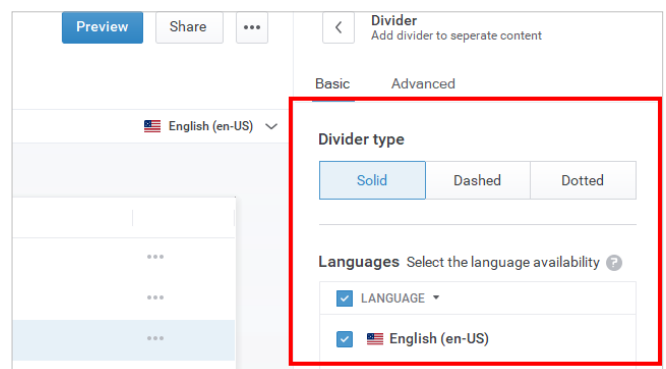 Preview Share •••
Divider
Add divider to seperate content
Basic Advanced
English (en-US)
Divider type
Solid Dashed Dotted
Languages Select the language availability ?
LANGUAGE
English (en-US)